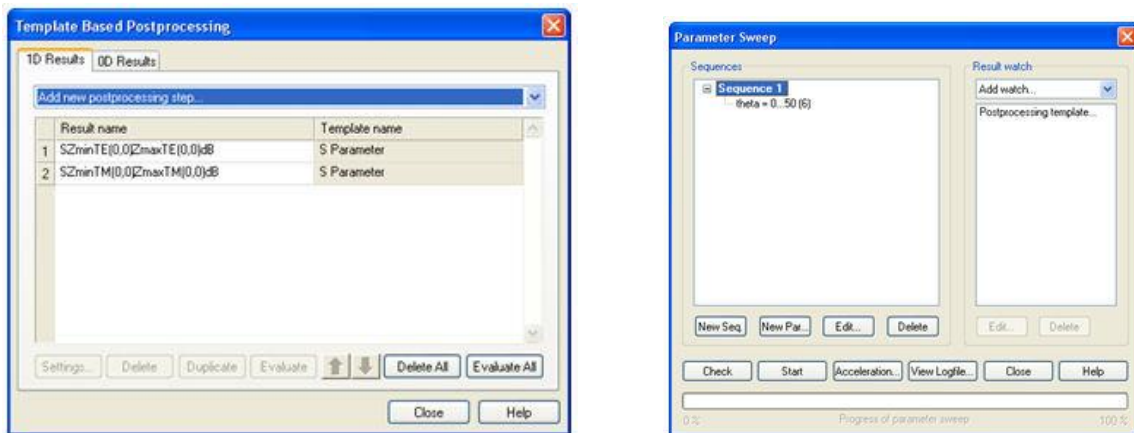 Template Based Postprocessing
1D Results 0D Results
Add new postprocessing step...
Result name Template name
1 SZminTE(0,0)ZmaxTE(0,0)dB S Parameter
2 SZminTM(0,0)ZmaxTM(0,0)dB S Parameter
Settings... Delete Duplicate Evaluate Delete All Evaluate All
Close Help
Parameter Sweep
Sequences
Sequence 1
theta = 0...50 (6)
New Seq. New Par... Edit... Delete
Result watch
Add watch...
Postprocessing template...
Edit... Delete
Check Start Acceleration... View Logfile... Close Help
0 % Progress of parameter sweep 100 %